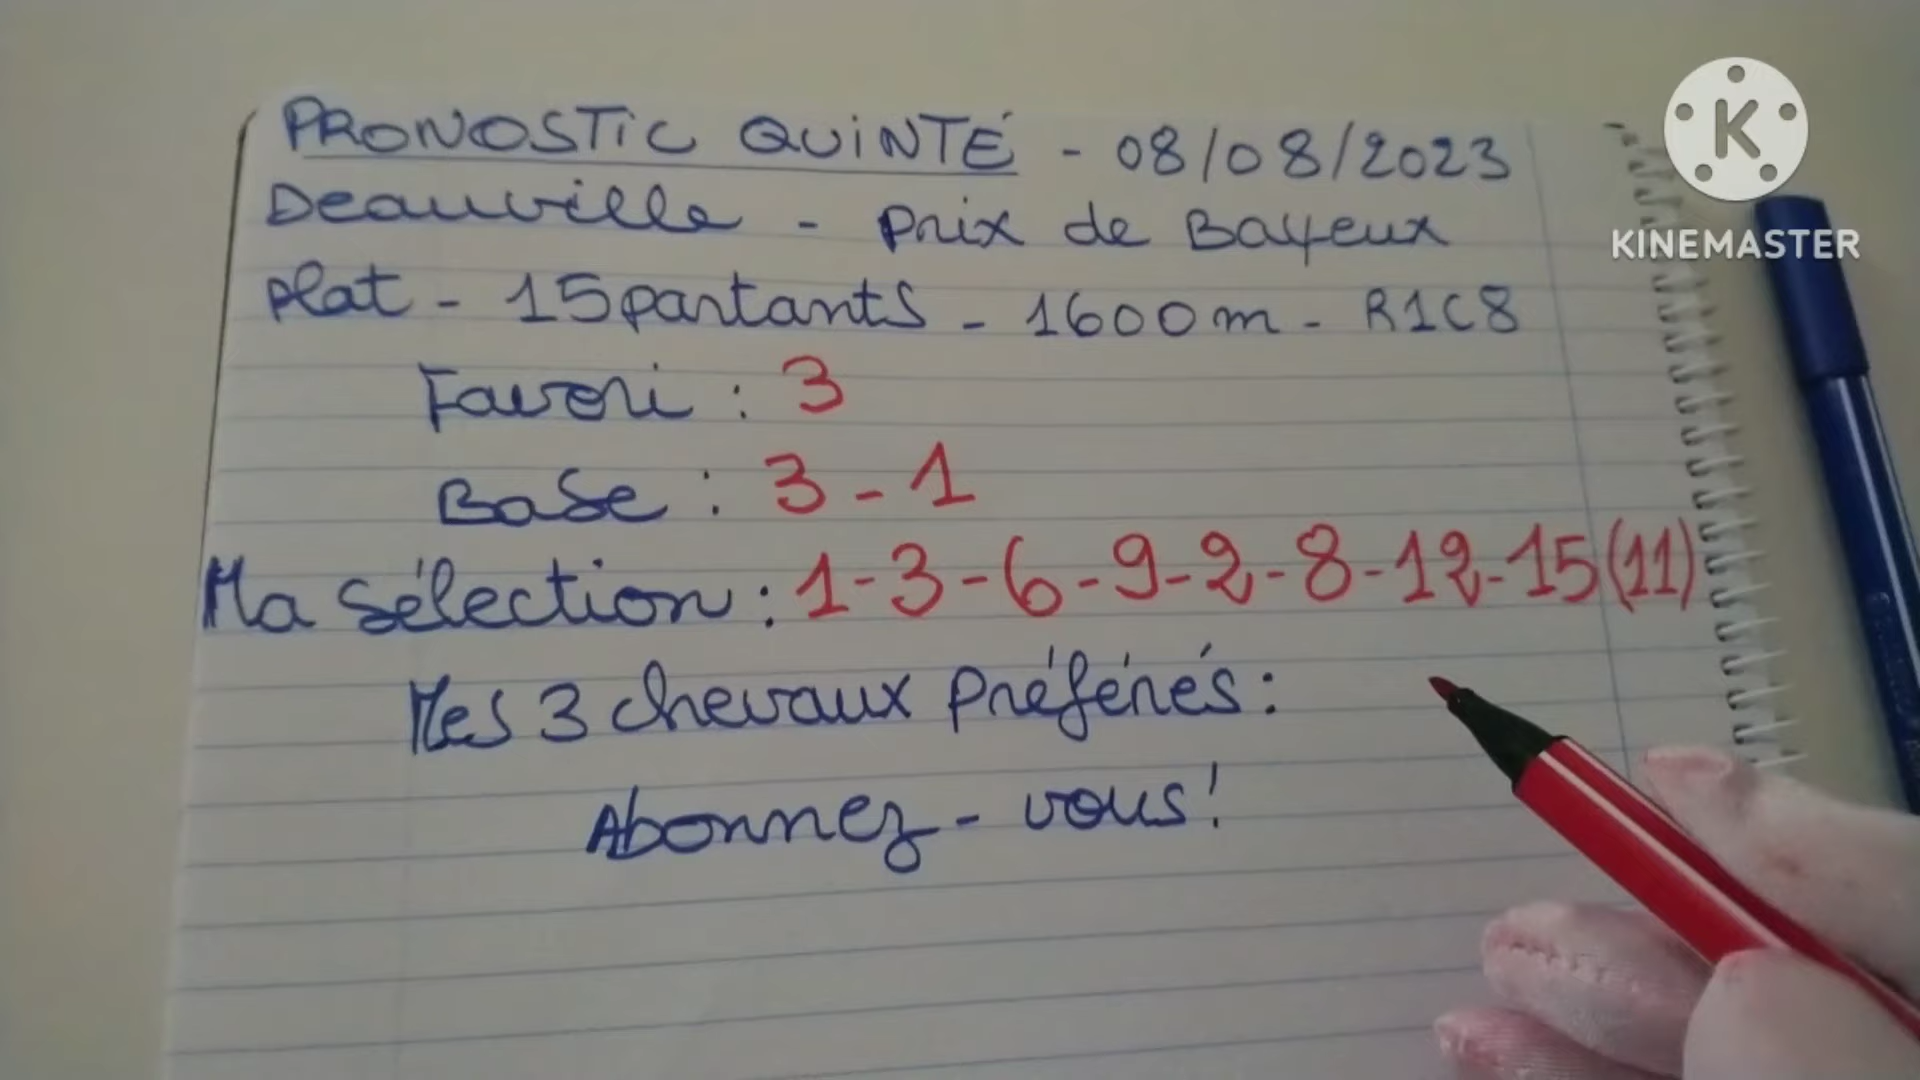 PRONOSTIC QUINTÉ - 08/08/2023
Deauville - Prix de Bayeux
Plat - 15 partants - 1600m - R1C8
Favori : 3
Base : 3 - 1
Ma sélection : 1 - 3 - 6 - 9 - 2 - 8 - 12 - 15 (11)
Mes 3 chevaux préférés :
Abonnez-vous !
K
KINEMASTER